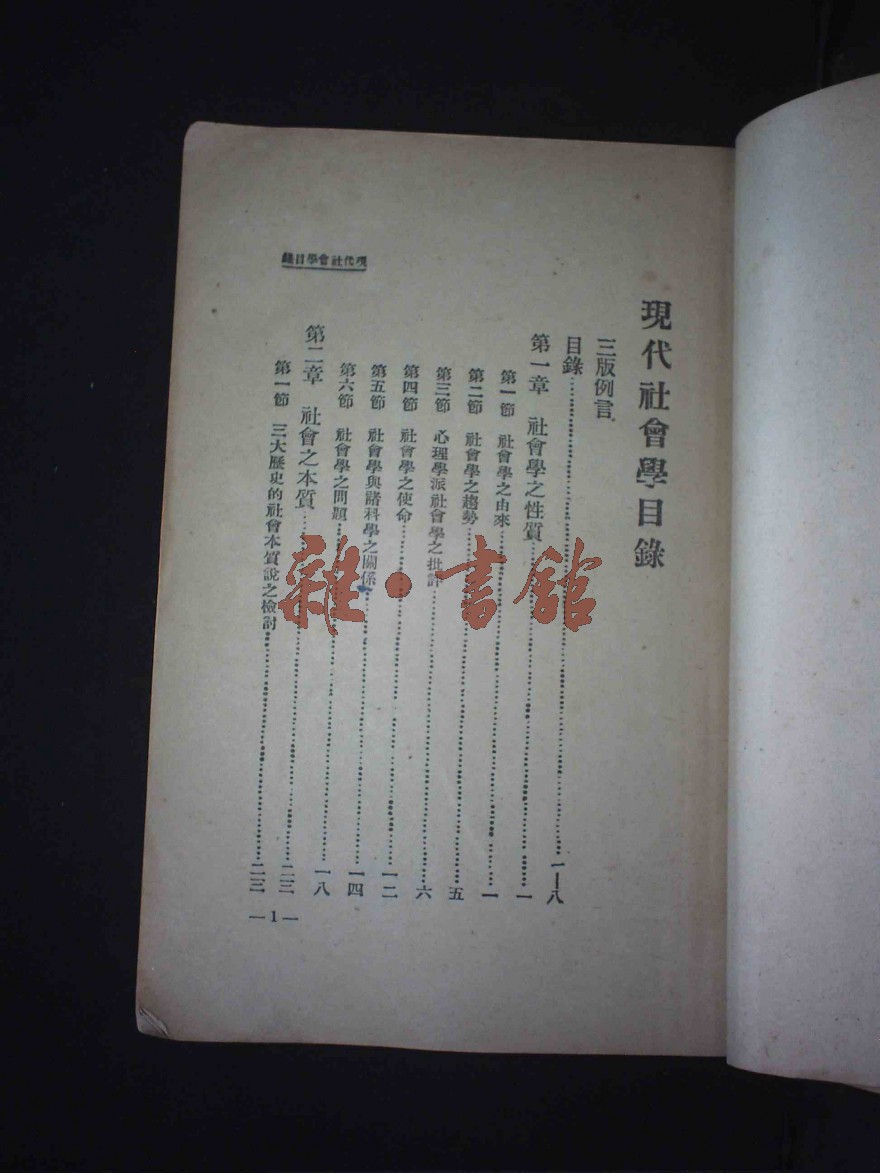 現代社會學目錄
現代社會學目錄
三版例言
目錄……一—八
第一章 社會學之性質……一
第一節 社會學之由來……一
第二節 社會學之趨勢……五
第三節 心理學派社會學之批評……六
第四節 社會學之使命……一二
第五節 社會學與諸科學之關係……一四
第六節 社會學之問題……一八
第二章 社會之本質……二三
第一節 三大歷史的社會本質說之檢討……二三
—1—
雜·書館